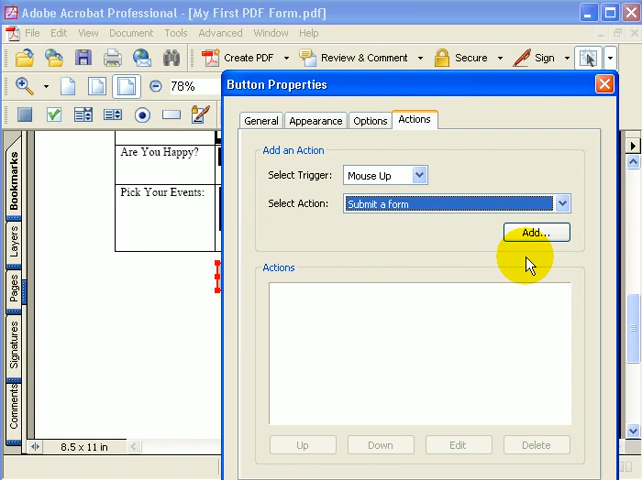 Adobe Acrobat Professional - [My First PDF Form.pdf]
File Edit View Document Tools Advanced Window Help
Create PDF Review & Comment Secure Sign
78%
Button Properties
General Appearance Options Actions
Add an Action
Select Trigger: Mouse Up
Select Action: Submit a form
Add...
Actions
Up Down Edit Delete
Bookmarks
Layers
Pages
Signatures
Comments
Are You Happy?
Pick Your Events:
8.5 x 11 in